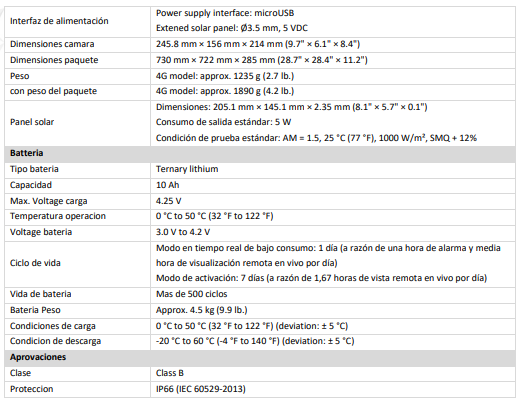 Interfaz de alimentación
Power supply interface: microUSB
Extened solar panel: Ø3.5 mm, 5 VDC
Dimensiones camara
245.8 mm × 156 mm × 214 mm (9.7" × 6.1" × 8.4")
Dimensiones paquete
730 mm × 722 mm × 285 mm (28.7" × 28.4" × 11.2")
Peso
4G model: approx. 1235 g (2.7 lb.)
con peso del paquete
4G model: approx. 1890 g (4.2 lb.)
Panel solar
Dimensiones: 205.1 mm × 145.1 mm × 2.35 mm (8.1" × 5.7" × 0.1")
Consumo de salida estándar: 5 W
Condición de prueba estándar: AM = 1.5, 25 °C (77 °F), 1000 W/m², SMQ + 12%
Batteria
Tipo bateria
Ternary lithium
Capacidad
10 Ah
Max. Voltage carga
4.25 V
Temperatura operacion
0 °C to 50 °C (32 °F to 122 °F)
Voltage bateria
3.0 V to 4.2 V
Ciclo de vida
Modo en tiempo real de bajo consumo: 1 día (a razón de una hora de alarma y media
hora de visualización remota en vivo por día)
Modo de activación: 7 días (a razón de 1,67 horas de vista remota en vivo por día)
Vida de bateria
Mas de 500 ciclos
Bateria Peso
Approx. 4.5 kg (9.9 lb.)
Condiciones de carga
0 °C to 50 °C (32 °F to 122 °F) (deviation: ± 5 °C)
Condicion de descarga
-20 °C to 60 °C (-4 °F to 140 °F) (deviation: ± 5 °C)
Aprovaciones
Clase
Class B
Proteccion
IP66 (IEC 60529-2013)